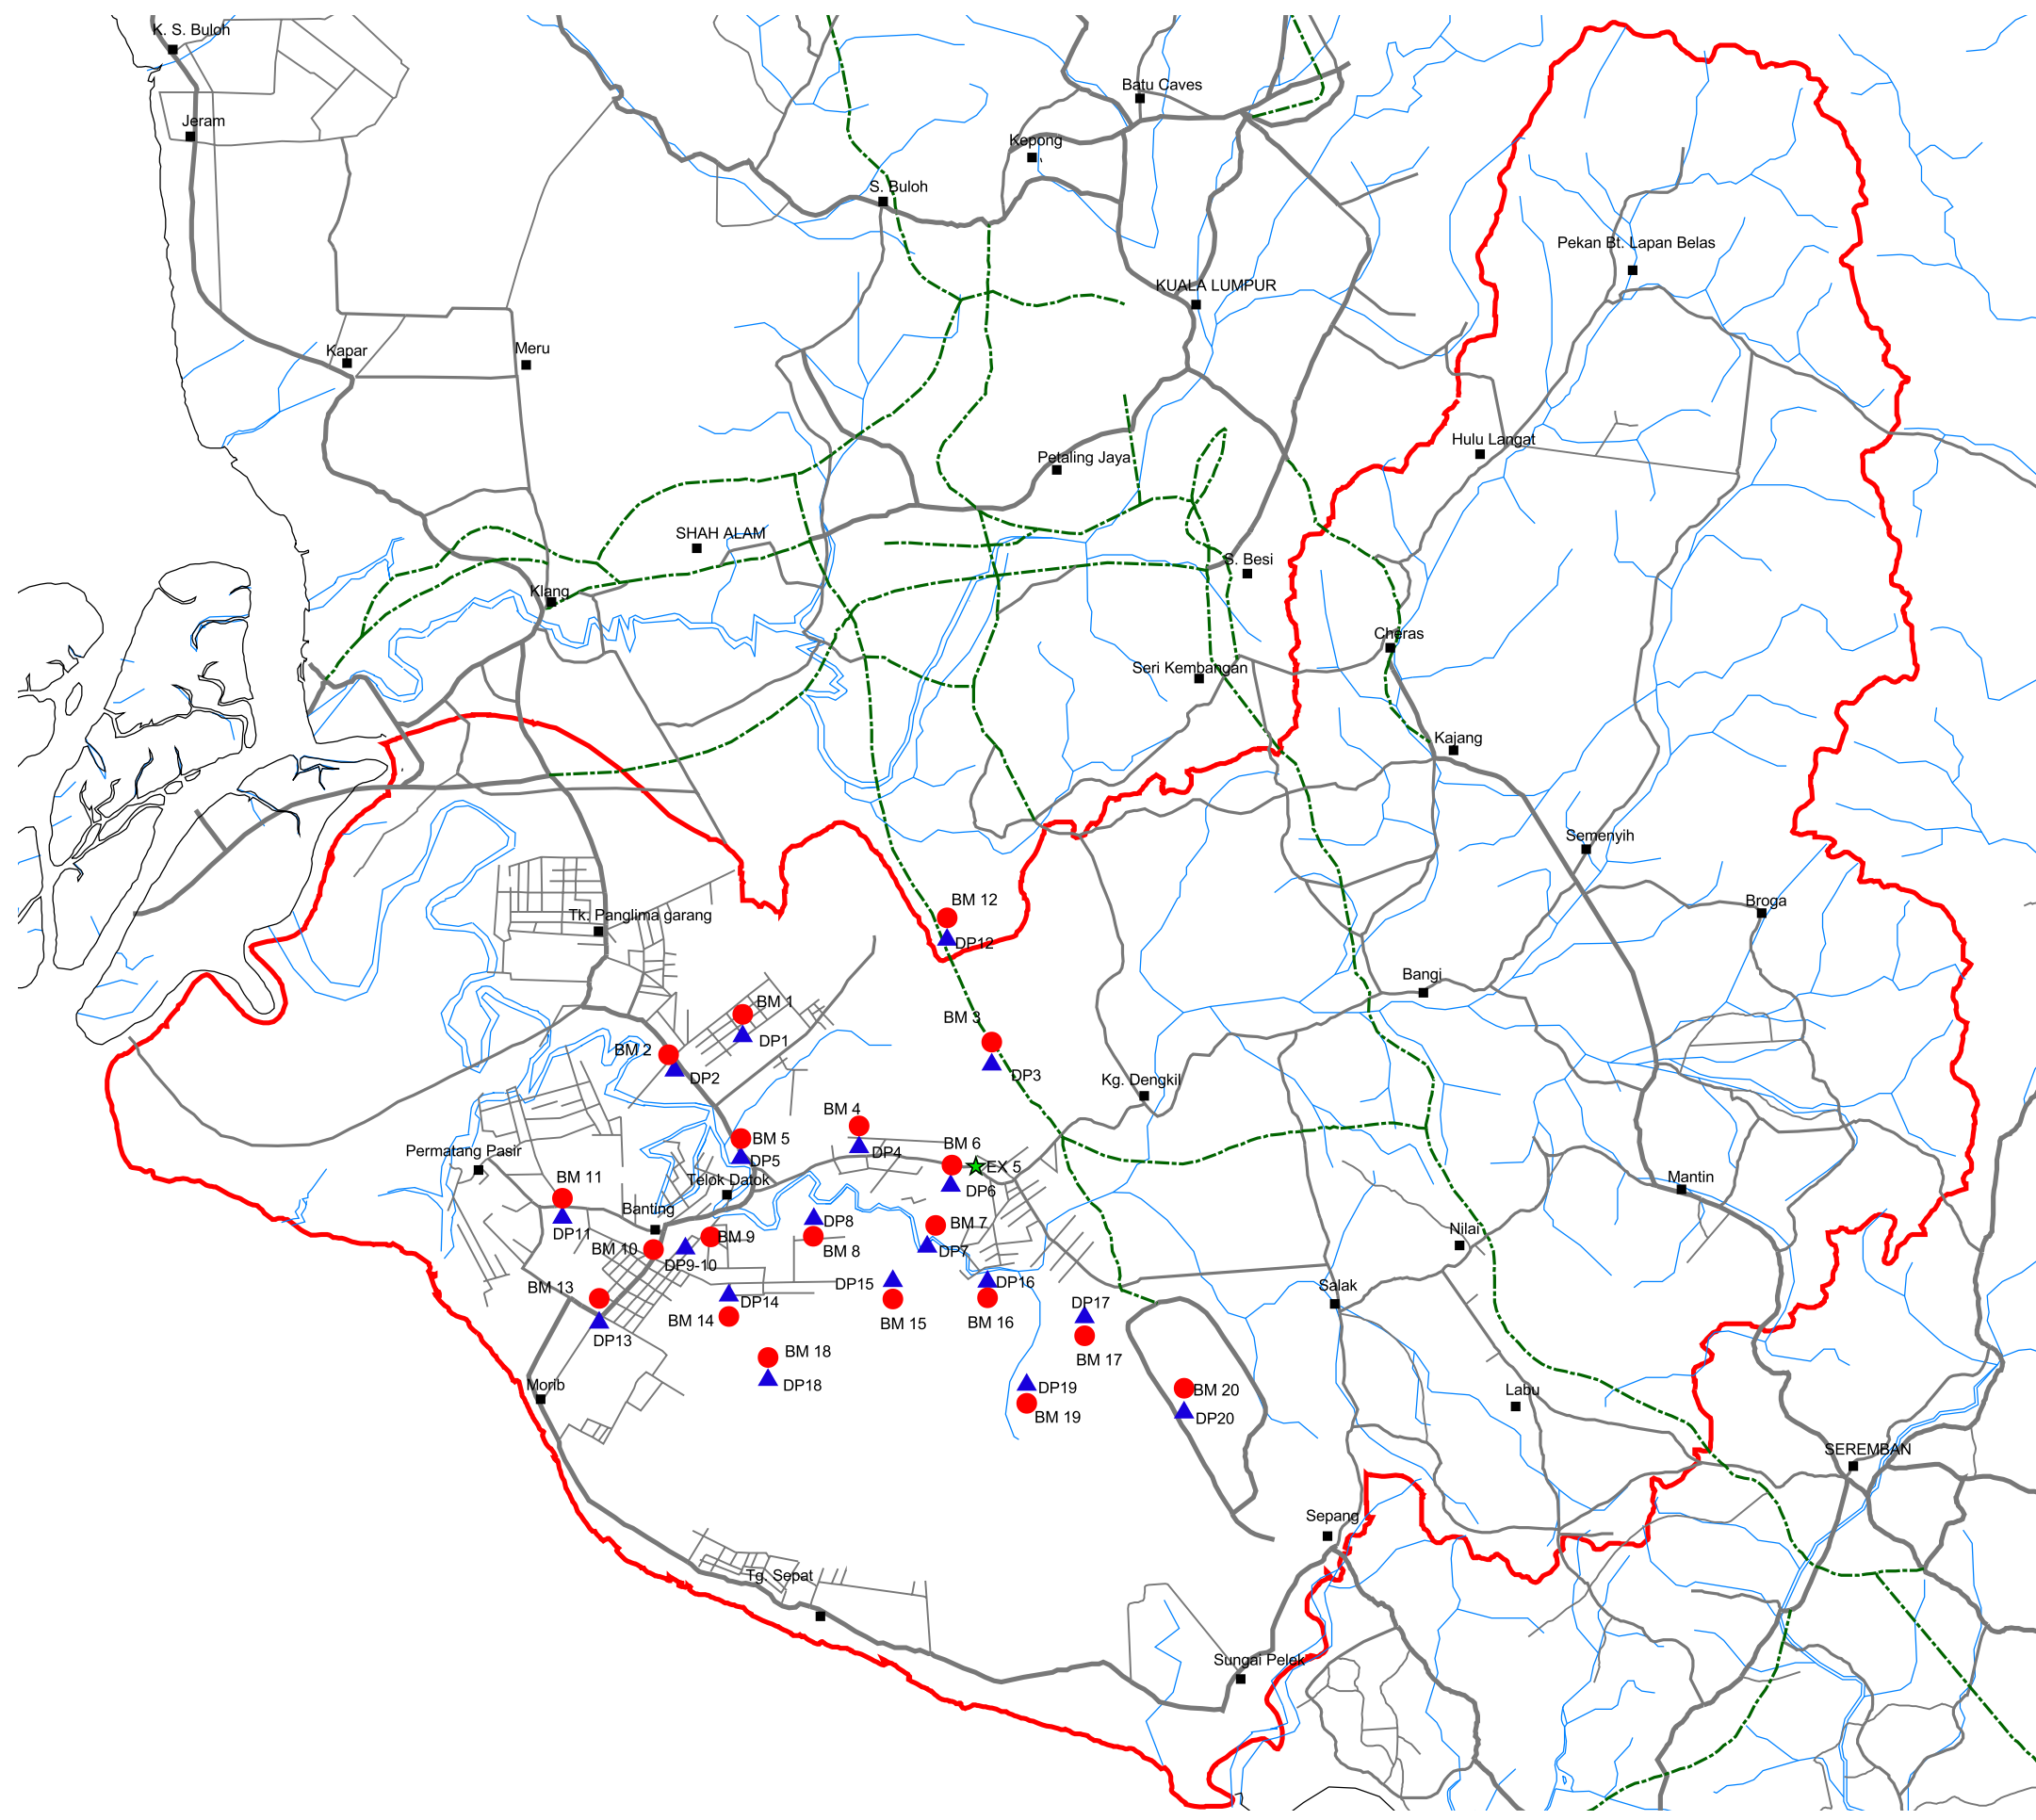 K. S. Buloh
Batu Caves
Jeram
Kepong
S. Buloh
Pekan Bt. Lapan Belas
KUALA LUMPUR
Kapar
Meru
Hulu Langat
Petaling Jaya
SHAH ALAM
S. Besi
Klang
Cheras
Seri Kembangan
Kajang
Semenyih
BM 12
Broga
Tk. Panglima garang
DP12
Bangi
BM 1
BM 3
DP1
BM 2
DP3
DP2
Kg. Dengkil
BM 4
BM 5
BM 6
Permatang Pasir
DP4
DP5
EX 5
BM 11
Telok Datok
DP6
Mantin
Banting
DP8
BM 7
DP11
BM 9
Nilai
BM 10
BM 8
DP7
DP9-10
DP15
DP16
BM 13
Salak
DP14
DP17
BM 14
BM 15
BM 16
DP13
BM 18
BM 17
Morib
DP18
DP19
BM 20
Labu
BM 19
DP20
SEREMBAN
Sepang
Tg. Sepat
Sungai Pelek